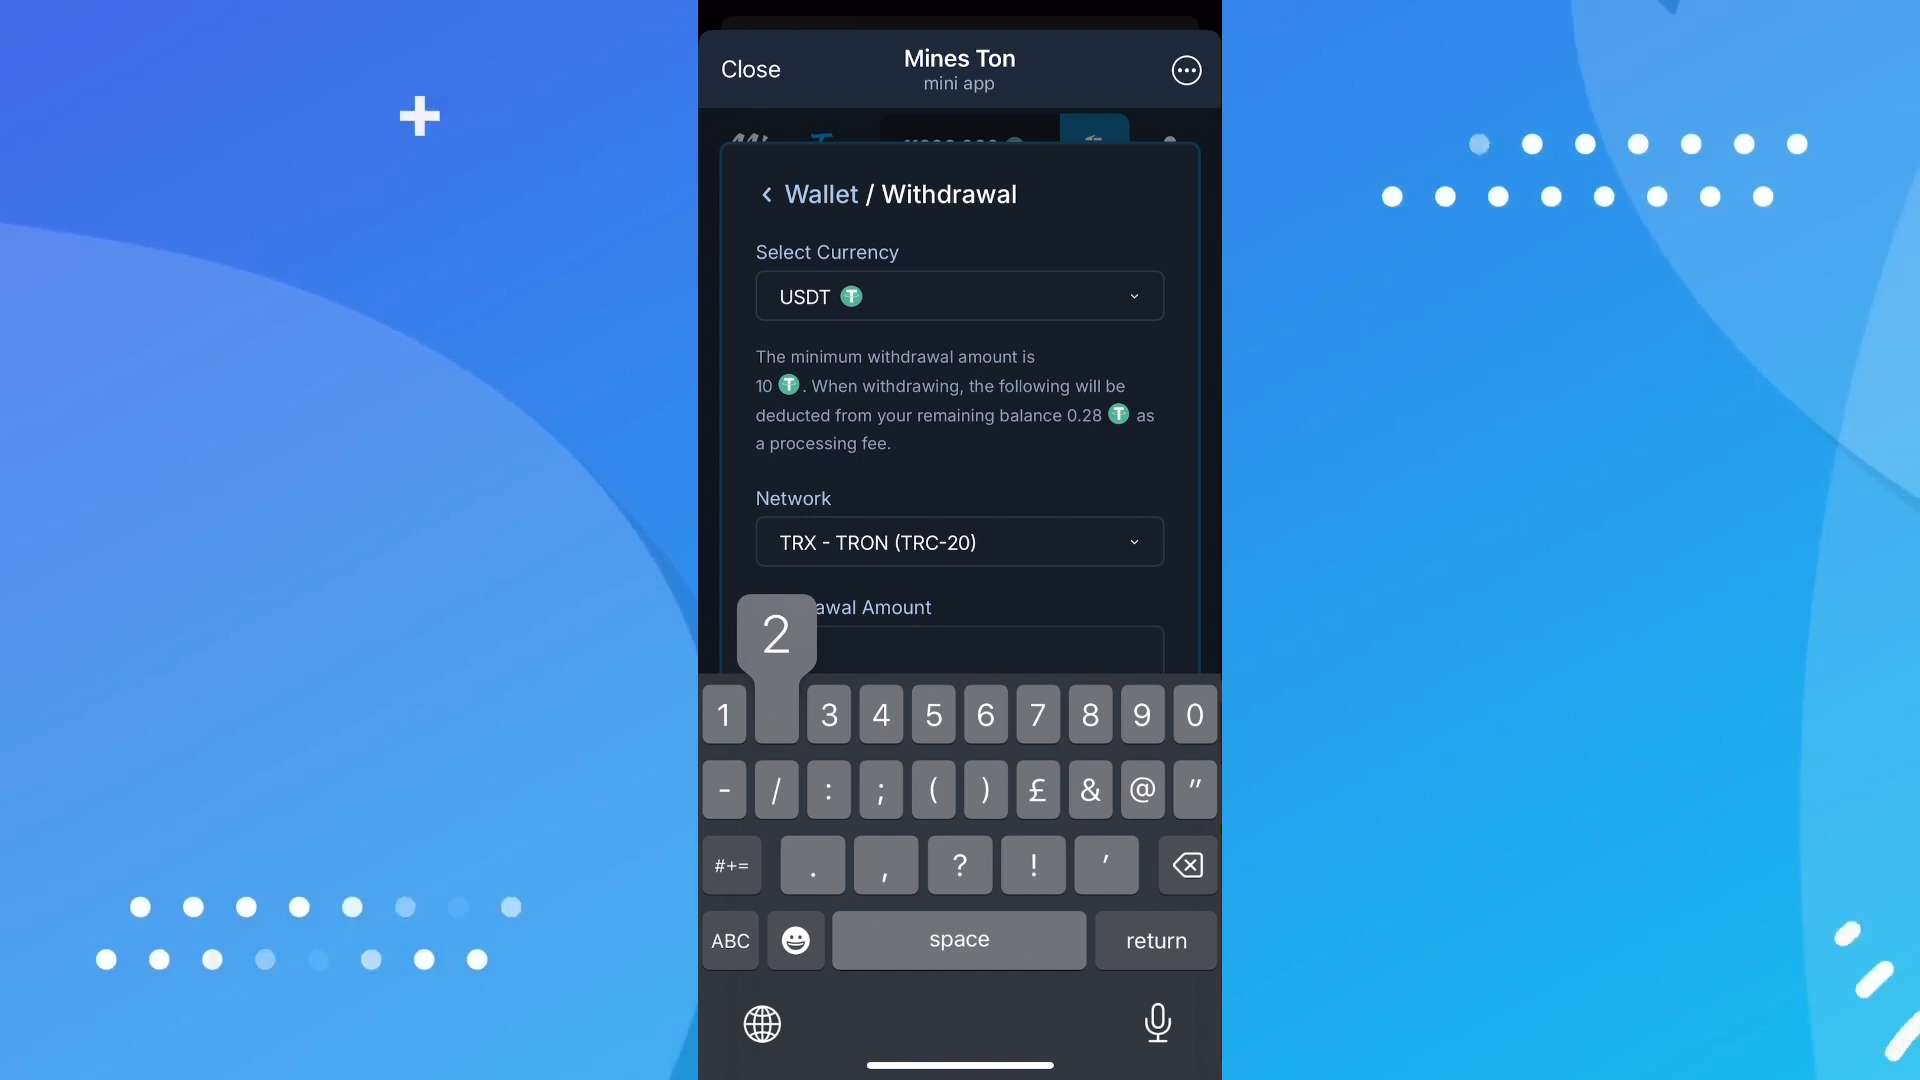 Close
Mines Ton
mini app
Wallet / Withdrawal
Select Currency
USDT
The minimum withdrawal amount is
10 . When withdrawing, the following will be
deducted from your remaining balance 0.28 as
a processing fee.
Network
TRX - TRON (TRC-20)
Amount
2
1 3 4 5 6 7 8 9 0
- / : ; ( ) £ & @ "
#+= . , ? ! '
ABC space return